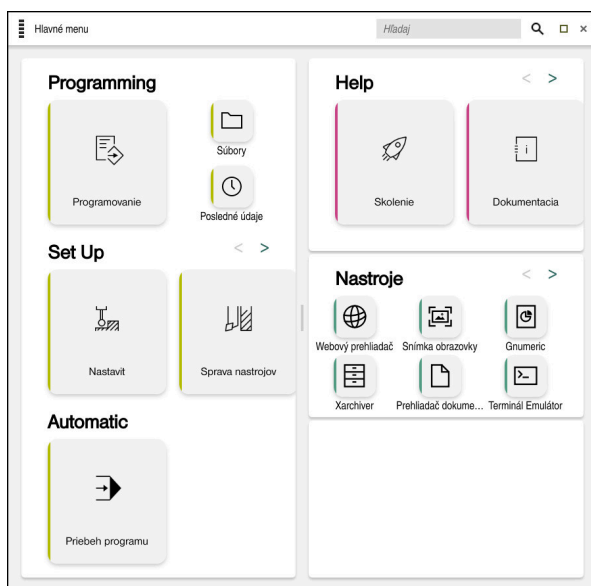 Hlavné menu
Hľadaj
Programming
Programovanie
Súbory
Posledné údaje
Set Up
< >
Nastavit
Sprava nastrojov
Automatic
Priebeh programu
Help
< >
Skolenie
Dokumentacia
Nastroje
< >
Webový prehliadač Snímka obrazovky Gnumeric
Xarchiver Prehliadač dokume... Terminál Emulátor